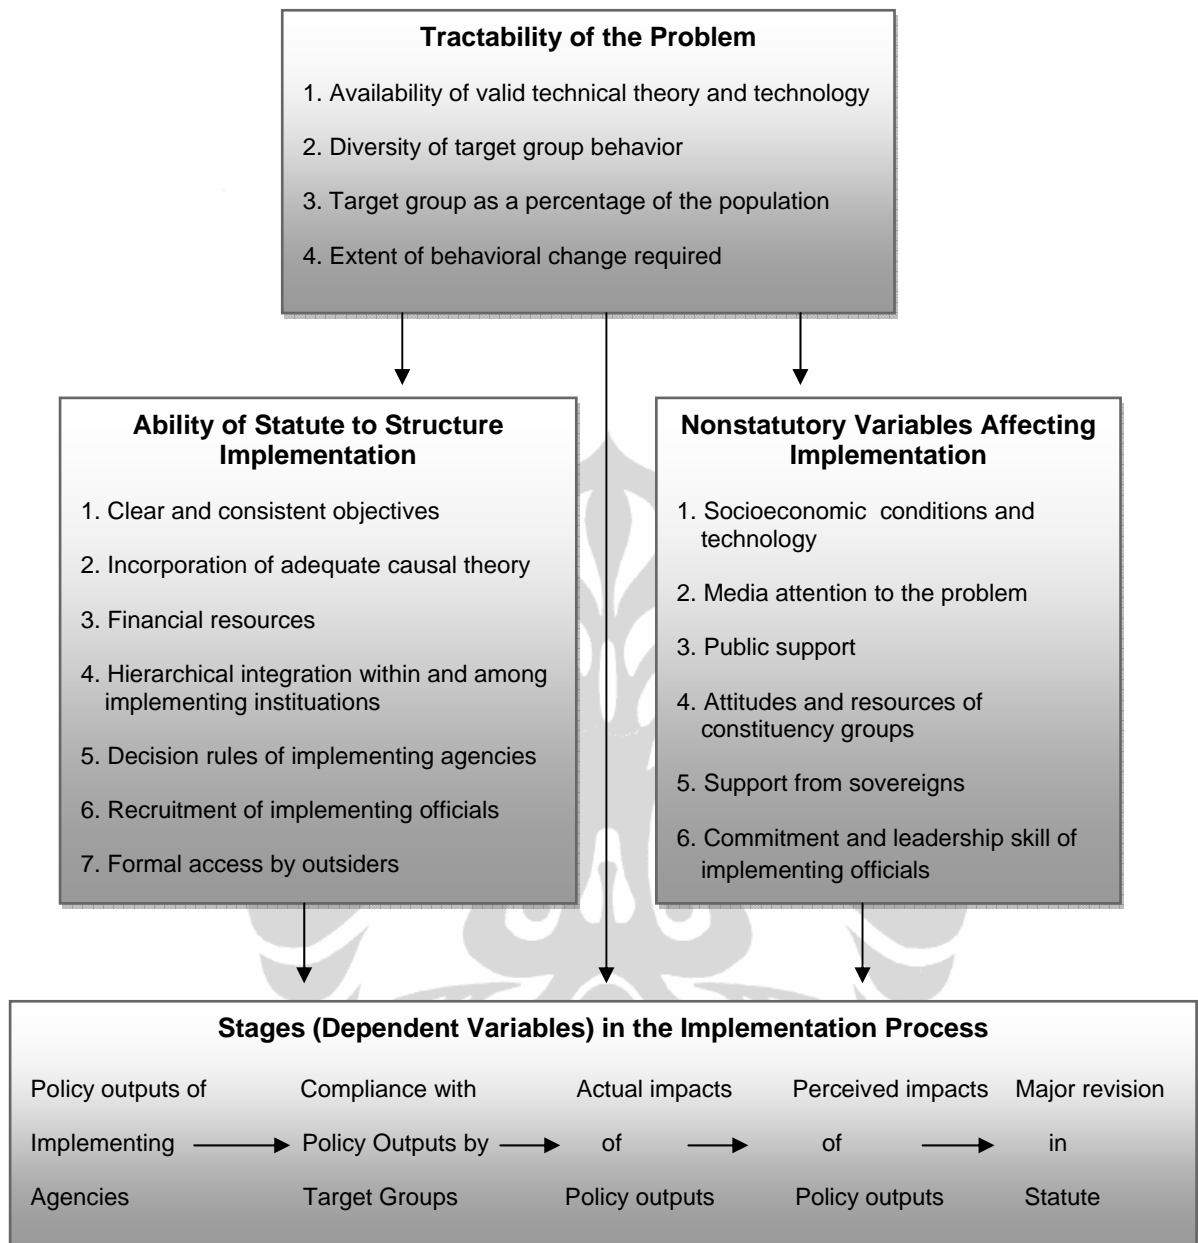 Tractability of the Problem
1. Availability of valid technical theory and technology
2. Diversity of target group behavior
3. Target group as a percentage of the population
4. Extent of behavioral change required
Ability of Statute to Structure
Implementation
1. Clear and consistent objectives
2. Incorporation of adequate causal theory
3. Financial resources
4. Hierarchical integration within and among
implementing instituations
5. Decision rules of implementing agencies
6. Recruitment of implementing officials
7. Formal access by outsiders
Nonstatutory Variables Affecting
Implementation
1. Socioeconomic conditions and
technology
2. Media attention to the problem
3. Public support
4. Attitudes and resources of
constituency groups
5. Support from sovereigns
6. Commitment and leadership skill of
implementing officials
Stages (Dependent Variables) in the Implementation Process
Policy outputs of
Implementing
Agencies
Compliance with
Policy Outputs by
Target Groups
Actual impacts
of
Policy outputs
Perceived impacts
of
Policy outputs
Major revision
in
Statute